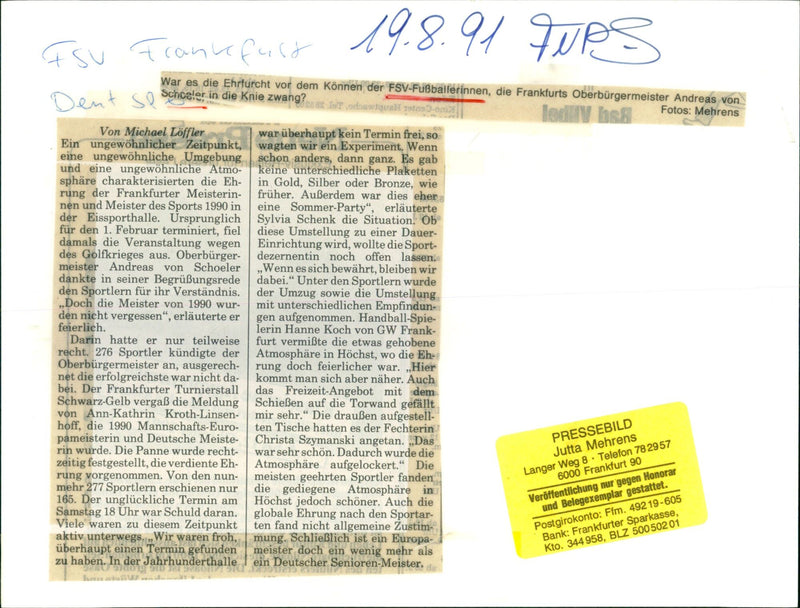 FSV Frankfurt 19.8.91
War es die Ehrfurcht vor dem Können der FSV-Fußballerinnen, die Frankfurts Oberbürgermeister Andreas von
Schoeler in die Knie zwang?
Fotos: Mehrens
Bad Vilbel
Von Michael Löffler
Ein ungewöhnlicher Zeitpunkt,
eine ungewöhnliche Umgebung
und eine ungewöhnliche Atmo-
sphäre charakterisierten die Eh-
rung der Frankfurter Meisterin-
nen und Meister des Sports 1990 in
der Eissporthalle. Ursprunglich
für den 1. Februar terminiert, fiel
damals die Veranstaltung wegen
des Golfkrieges aus. Oberbürger-
meister Andreas von Schoeler
dankte in seiner Begrüßungsrede
den Sportlern für ihr Verständnis.
„Doch die Meister von 1990 wur-
den nicht vergessen“, erläuterte er
feierlich.
Darin hatte er nur teilweise
recht. 276 Sportler kündigte der
Oberbürgermeister an, ausgerech-
net die erfolgreichste war nicht da-
bei. Der Frankfurter Turnierstall
Schwarz-Gelb vergaß die Meldung
von Ann-Kathrin Kroth-Linsen-
hoff, die 1990 Mannschafts-Euro-
pameisterin und Deutsche Meiste-
rin wurde. Die Panne wurde recht-
zeitig festgestellt, die verdiente Eh-
rung vorgenommen. Von den nun-
mehr 277 Sportlern erschienen nur
165. Der unglückliche Termin am
Samstag 18 Uhr war Schuld daran.
Viele waren zu diesem Zeitpunkt
aktiv unterwegs. „Wir waren froh,
überhaupt einen Termin gefunden
zu haben. In der Jahrhunderthalle
war überhaupt kein Termin frei, so
wagten wir ein Experiment. Wenn
schon anders, dann ganz. Es gab
keine unterschiedliche Plaketten
in Gold, Silber oder Bronze, wie
früher. Außerdem war dies eher
eine Sommer-Party“, erläuterte
Sylvia Schenk die Situation. Ob
diese Umstellung zu einer Dauer-
Einrichtung wird, wollte die Sport-
dezernentin noch offen lassen.
„Wenn es sich bewährt, bleiben wir
dabei.“ Unter den Sportlern wurde
der Umzug sowie die Umstellung
mit unterschiedlichen Empfindun-
gen aufgenommen. Handball-Spie-
lerin Hanne Koch von GW Frank-
furt vermißte die etwas gehobene
Atmosphäre in Höchst, wo die Eh-
rung doch feierlicher war. „Hier
kommt man sich aber näher. Auch
das Freizeit-Angebot mit dem
Schießen auf die Torwand gefällt
mir sehr.“ Die draußen aufgestell-
ten Tische hatten es der Fechterin
Christa Szymanski angetan. „Das
war sehr schön. Dadurch wurde die
Atmosphäre aufgelockert.“ Die
meisten geehrten Sportler fanden
die gediegene Atmosphäre in
Höchst jedoch schöner. Auch die
globale Ehrung nach den Sportar-
ten fand nicht allgemeine Zustim-
mung. Schließlich ist ein Europa-
meister doch ein wenig mehr als
ein Deutscher Senioren-Meister.
PRESSEBILD
Jutta Mehrens
Langer Weg 8 · Telefon 78 29 57
6000 Frankfurt 90
Veröffentlichung nur gegen Honorar
und Belegexemplar gestattet.
Postgirokonto: Ffm. 492 19-605
Bank: Frankfurter Sparkasse,
Kto. 344 958, BLZ 500 502 01